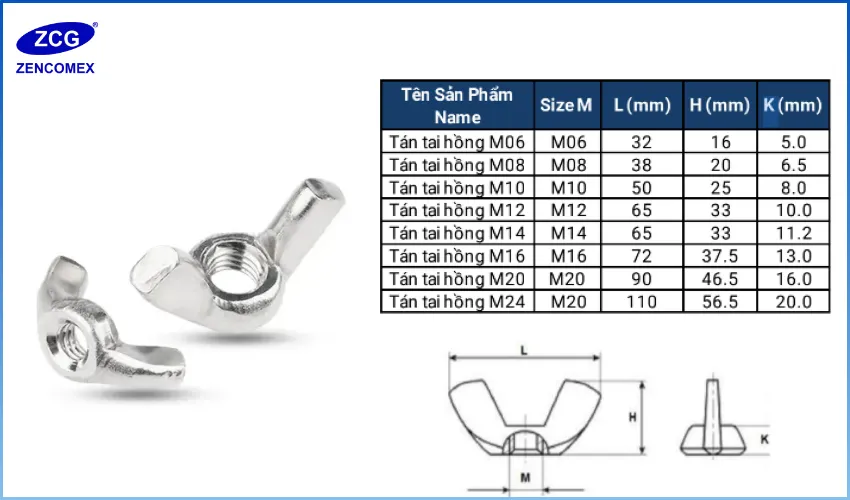 ZCG®
ZENCOMEX
Tên Sản Phẩm Name Size M L (mm) H (mm) K (mm)
Tán tai hồng M06 M06 32 16 5.0
Tán tai hồng M08 M08 38 20 6.5
Tán tai hồng M10 M10 50 25 8.0
Tán tai hồng M12 M12 65 33 10.0
Tán tai hồng M14 M14 65 33 11.2
Tán tai hồng M16 M16 72 37.5 13.0
Tán tai hồng M20 M20 90 46.5 16.0
Tán tai hồng M24 M20 110 56.5 20.0
L
H
K
M